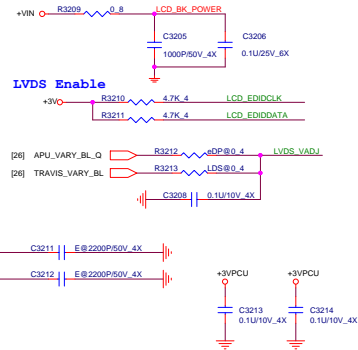 +VIN R3209 0_8 LCD_BK_POWER
C3205 C3206
1000P/50V_4X 0.1U/25V_6X
LVDS Enable
+3V R3210 4.7K_4 LCD_EDIDCLK
R3211 4.7K_4 LCD_EDIDDATA
[26] APU_VARY_BL_Q R3212 eDP@0_4 LVDS_VADJ
[26] TRAVIS_VARY_BL R3213 LDS@0_4
C3208 0.1U/10V_4X
C3211 E@2200P/50V_4X
C3212 E@2200P/50V_4X
+3VPCU +3VPCU
C3213 C3214
0.1U/10V_4X 0.1U/10V_4X